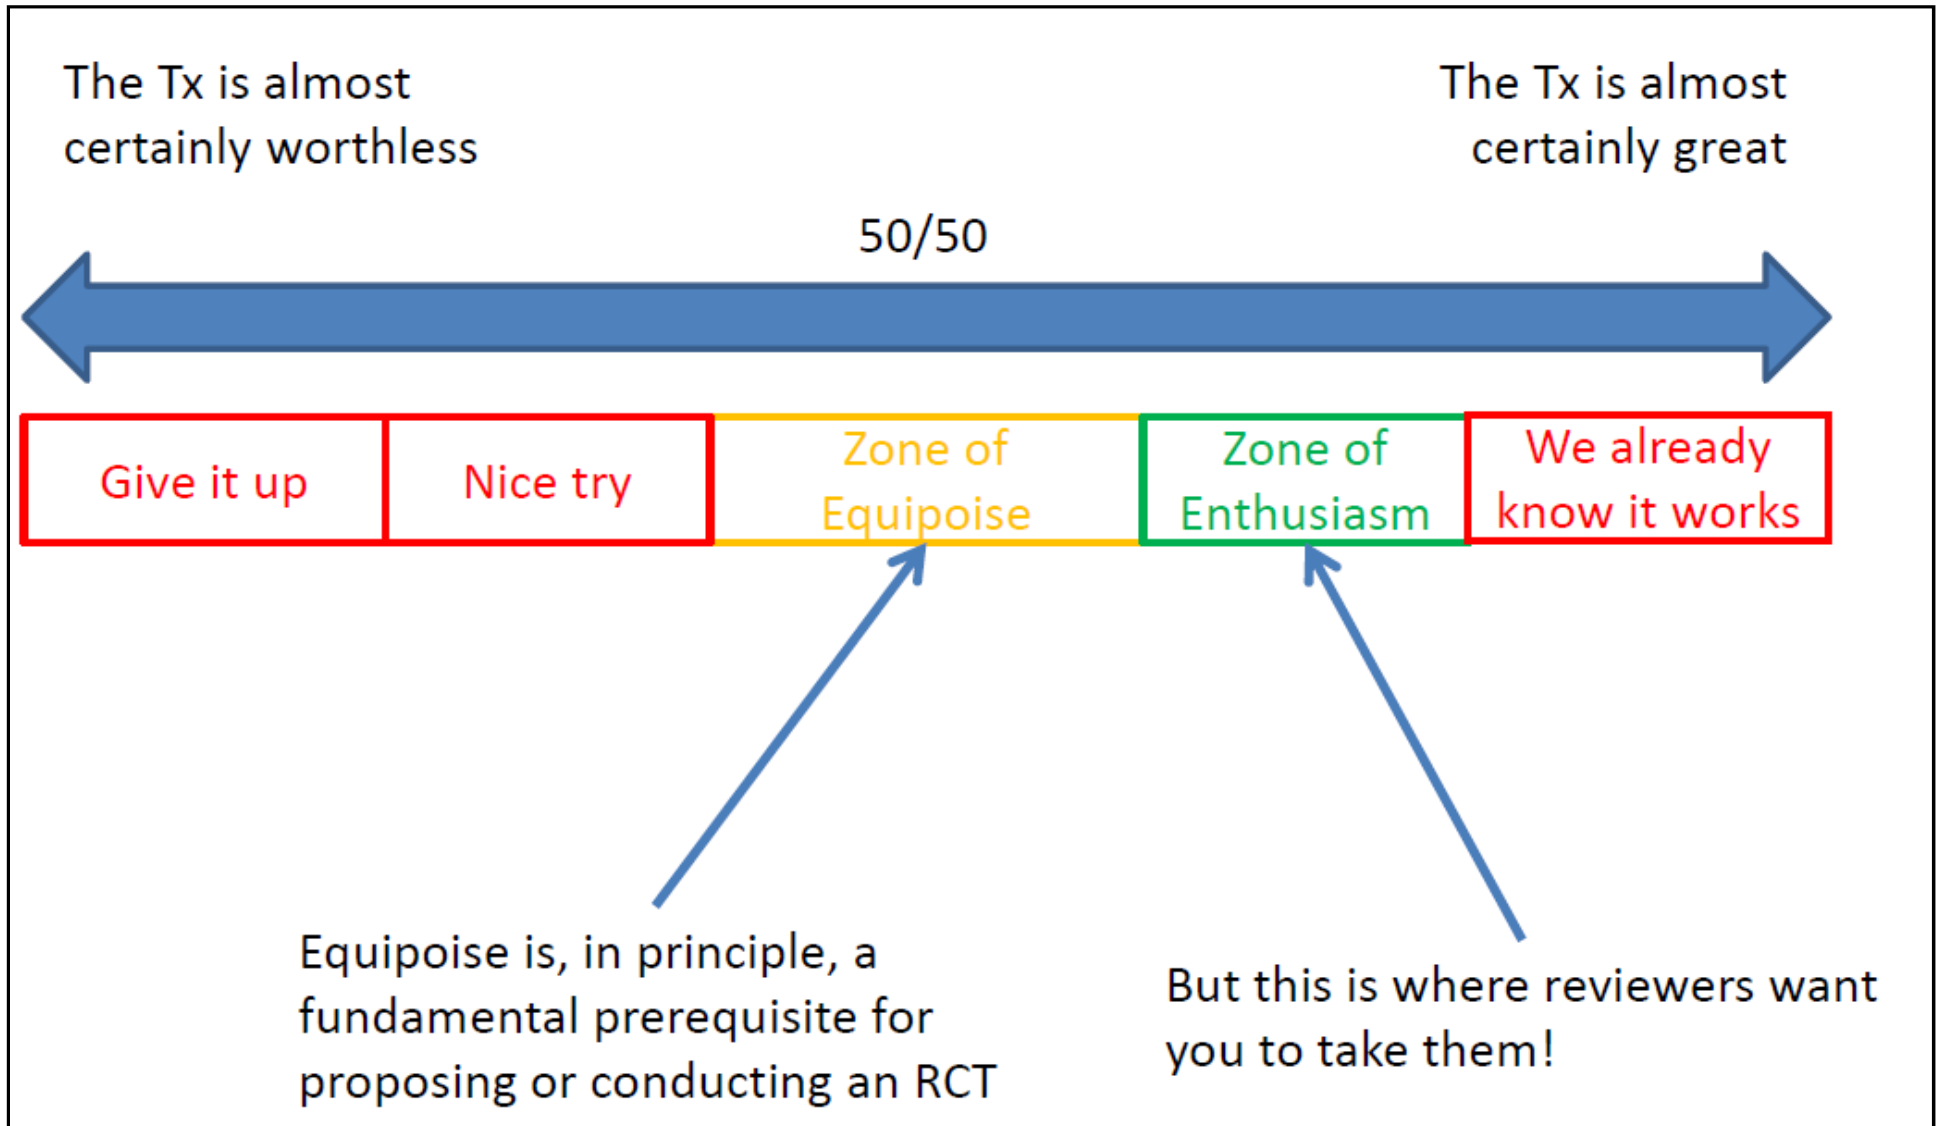 The Tx is almost
certainly worthless
The Tx is almost
certainly great
50/50
Give it up
Nice try
Zone of
Equipoise
Zone of
Enthusiasm
We already
know it works
Equipoise is, in principle, a
fundamental prerequisite for
proposing or conducting an RCT
But this is where reviewers want
you to take them!